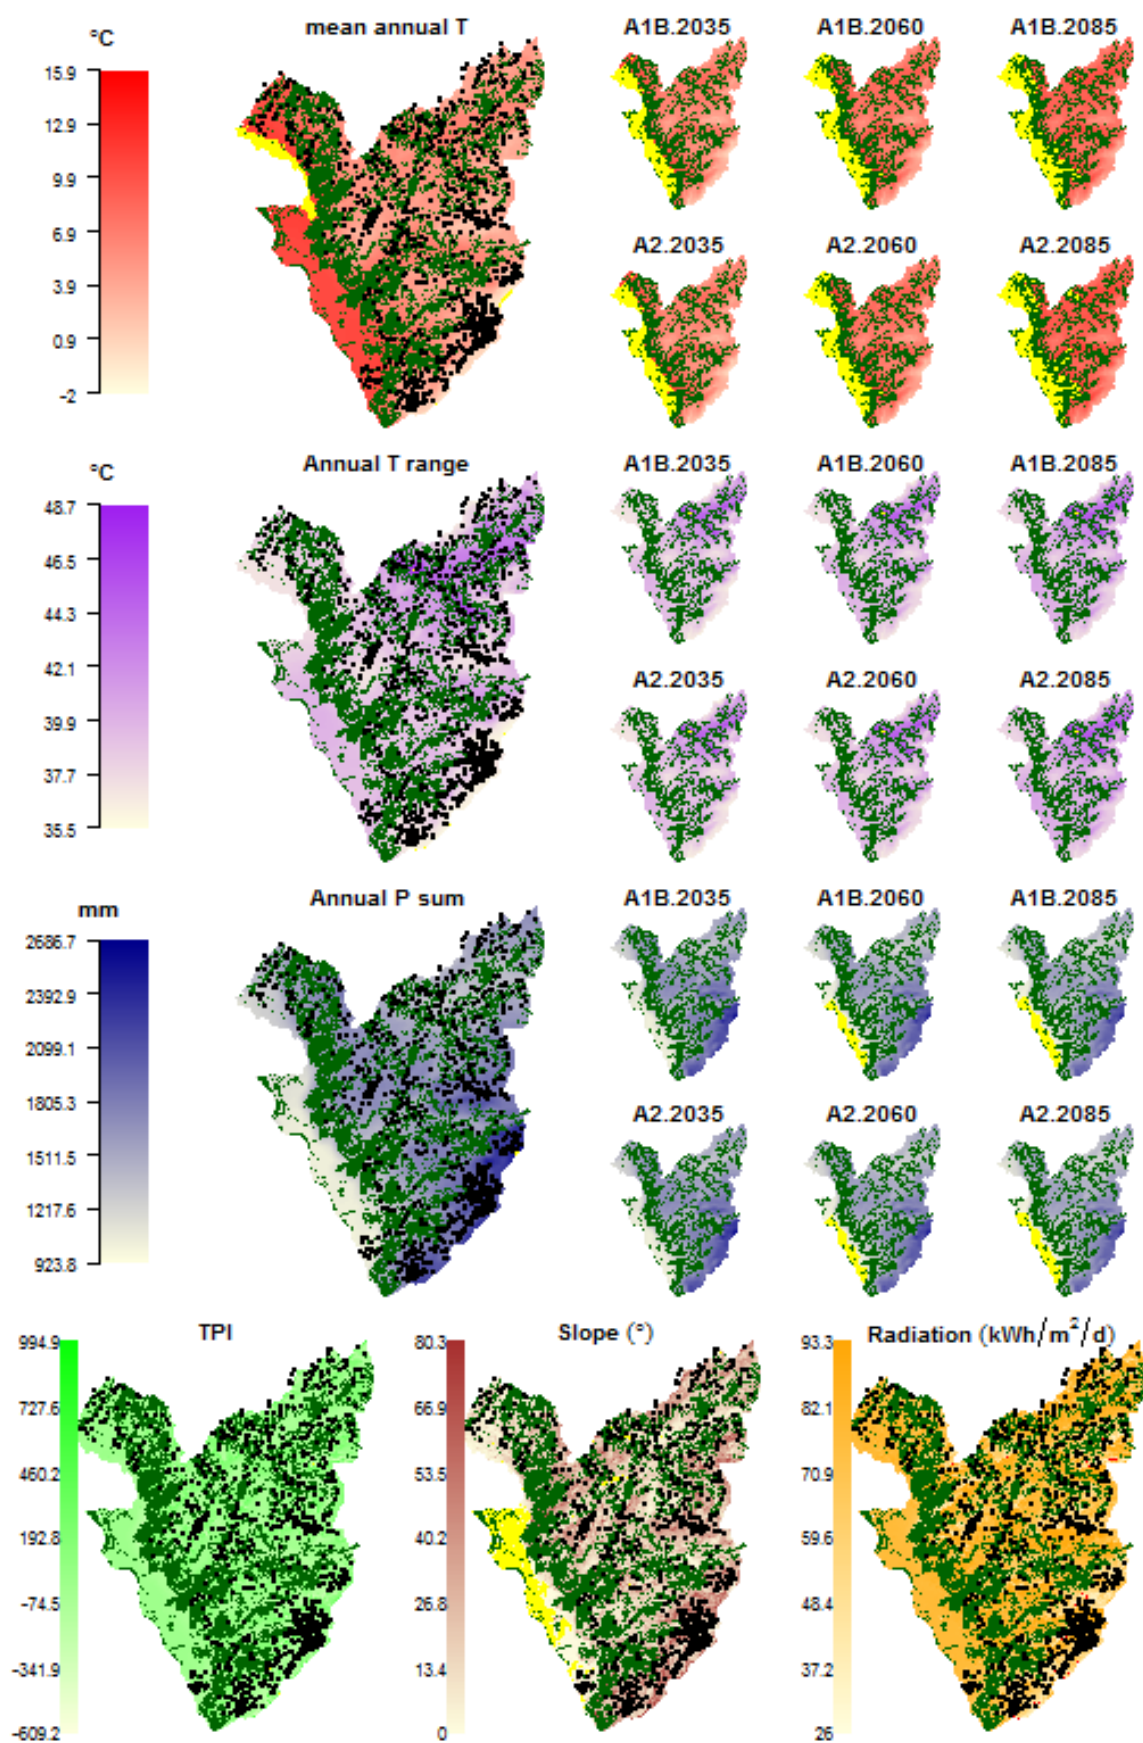 mean annual T
A1B.2035 A1B.2060 A1B.2085
°C
15.9
12.9
9.9
6.9
3.9
0.9
-2
A2.2035 A2.2060 A2.2085
Annual T range
A1B.2035 A1B.2060 A1B.2085
°C
48.7
46.5
44.3
42.1
39.9
37.7
35.5
A2.2035 A2.2060 A2.2085
Annual P sum
A1B.2035 A1B.2060 A1B.2085
mm
2686.7
2392.9
2099.1
1805.3
1511.5
1217.6
923.8
A2.2035 A2.2060 A2.2085
TPI
994.9
727.6
460.2
192.8
-74.5
-341.9
-609.2
Slope (°)
80.3
66.9
53.5
40.2
26.8
13.4
0
Radiation (kWh/m²/d)
93.3
82.1
70.9
59.6
48.4
37.2
26